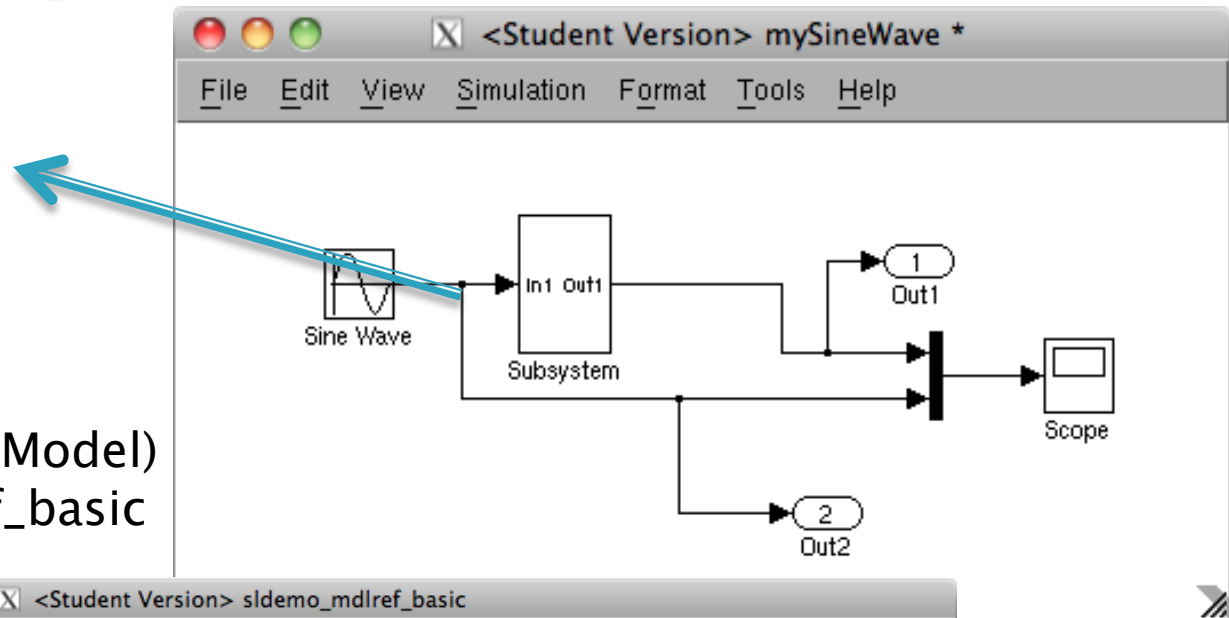 X <Student Version> mySineWave *
File Edit View Simulation Format Tools Help
Sine Wave
In1 Out1
Subsystem
1
Out1
Scope
2
Out2
Model)
f_basic
X <Student Version> sldemo_mdlref_basic